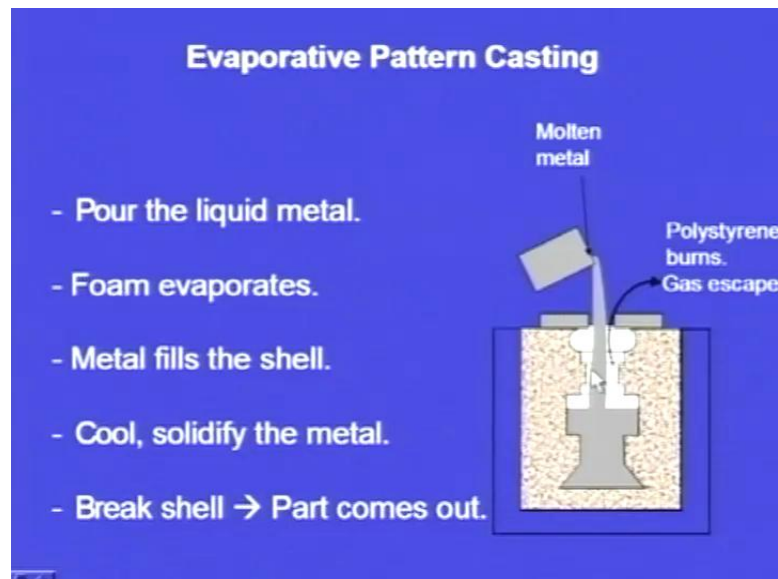 Evaporative Pattern Casting
Molten
metal
- Pour the liquid metal.
Polystyrene
burns.
Gas escape
- Foam evaporates.
- Metal fills the shell.
- Cool, solidify the metal.
- Break shell → Part comes out.